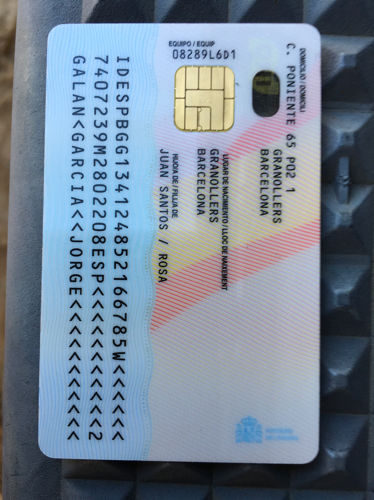 DOMICILIO / DOMICILI
C. PONIENTE 65 P02 1
GRANOLLERS
BARCELONA
EQUIPO / EQUIP
08289L6D1
LUGAR DE NACIMIENTO / LLOC DE NAIXEMENT
GRANOLLERS
BARCELONA
HIJO/A DE / FILL/A DE
JUAN SANTOS / ROSA
IDESPBGG134124852166785W<<<<<<
7407239M2802208ESP<<<<<<<<<<<2
GALAN<GARCIA<<JORGE<<<<<<<<<<<